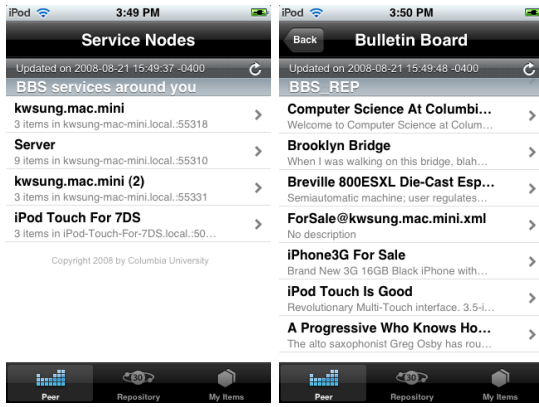 iPod 3:49 PM
Service Nodes
Updated on 2008-08-21 15:49:37 -0400
BBS services around you
kwsung.mac.mini
3 items in kwsung-mac-mini.local.:55318
Server
9 items in kwsung-mac-mini.local.:55310
kwsung.mac.mini (2)
3 items in kwsung-mac-mini.local.:55331
iPod Touch For 7DS
3 items in iPod-Touch-For-7DS.local.:50...
Copyright 2008 by Columbia University
30
Peer Repository My Items
iPod 3:50 PM
Back Bulletin Board
Updated on 2008-08-21 15:49:48 -0400
BBS_REP
Computer Science At Columbi...
Welcome to Computer Science at Colum...
Brooklyn Bridge
When I was walking on this bridge, blah...
Breville 800ESXL Die-Cast Esp...
Semiautomatic machine; user regulates...
ForSale@kwsung.mac.mini.xml
No description
iPhone3G For Sale
Brand New 3G 16GB Black iPhone with...
iPod Touch Is Good
Revolutionary Multi-Touch interface. 3.5-i...
A Progressive Who Knows Ho...
The alto saxophonist Greg Osby has rou...
30
Peer Repository My Items